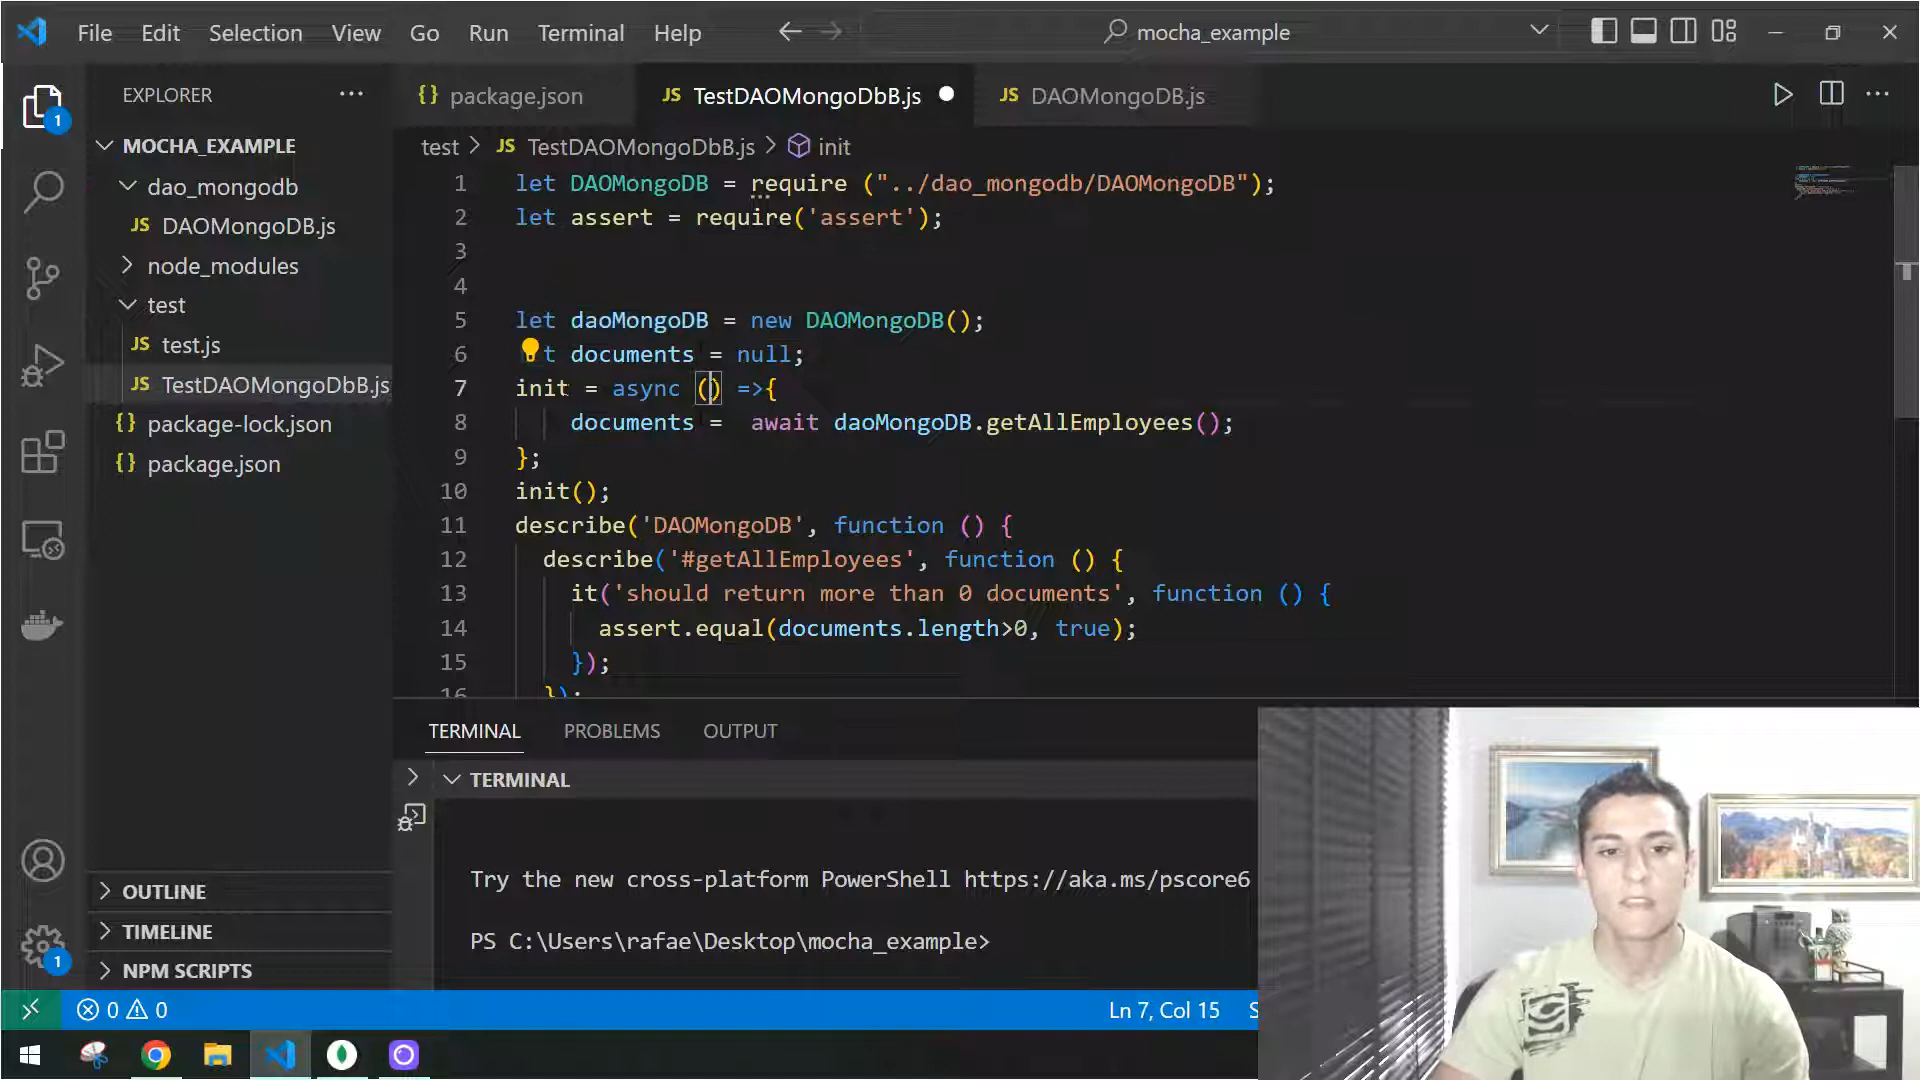 File Edit Selection View Go Run Terminal Help
mocha_example
EXPLORER
{} package.json
JS TestDAOMongoDbB.js
JS DAOMongoDB.js
1
MOCHA_EXAMPLE
dao_mongodb
JS DAOMongoDB.js
node_modules
test
JS test.js
JS TestDAOMongoDbB.js
{} package-lock.json
{} package.json
OUTLINE
TIMELINE
NPM SCRIPTS
1
test > JS TestDAOMongoDbB.js > init
1 let DAOMongoDB = require ("../dao_mongodb/DAOMongoDB");
2 let assert = require('assert');
3
4
5 let daoMongoDB = new DAOMongoDB();
6 t documents = null;
7 init = async () =>{
8 documents = await daoMongoDB.getAllEmployees();
9 };
10 init();
11 describe('DAOMongoDB', function () {
12 describe('#getAllEmployees', function () {
13 it('should return more than 0 documents', function () {
14 assert.equal(documents.length>0, true);
15 });
16 });
TERMINAL PROBLEMS OUTPUT
TERMINAL
Try the new cross-platform PowerShell https://aka.ms/pscore6
PS C:\Users\rafae\Desktop\mocha_example>
0 0
Ln 7, Col 15